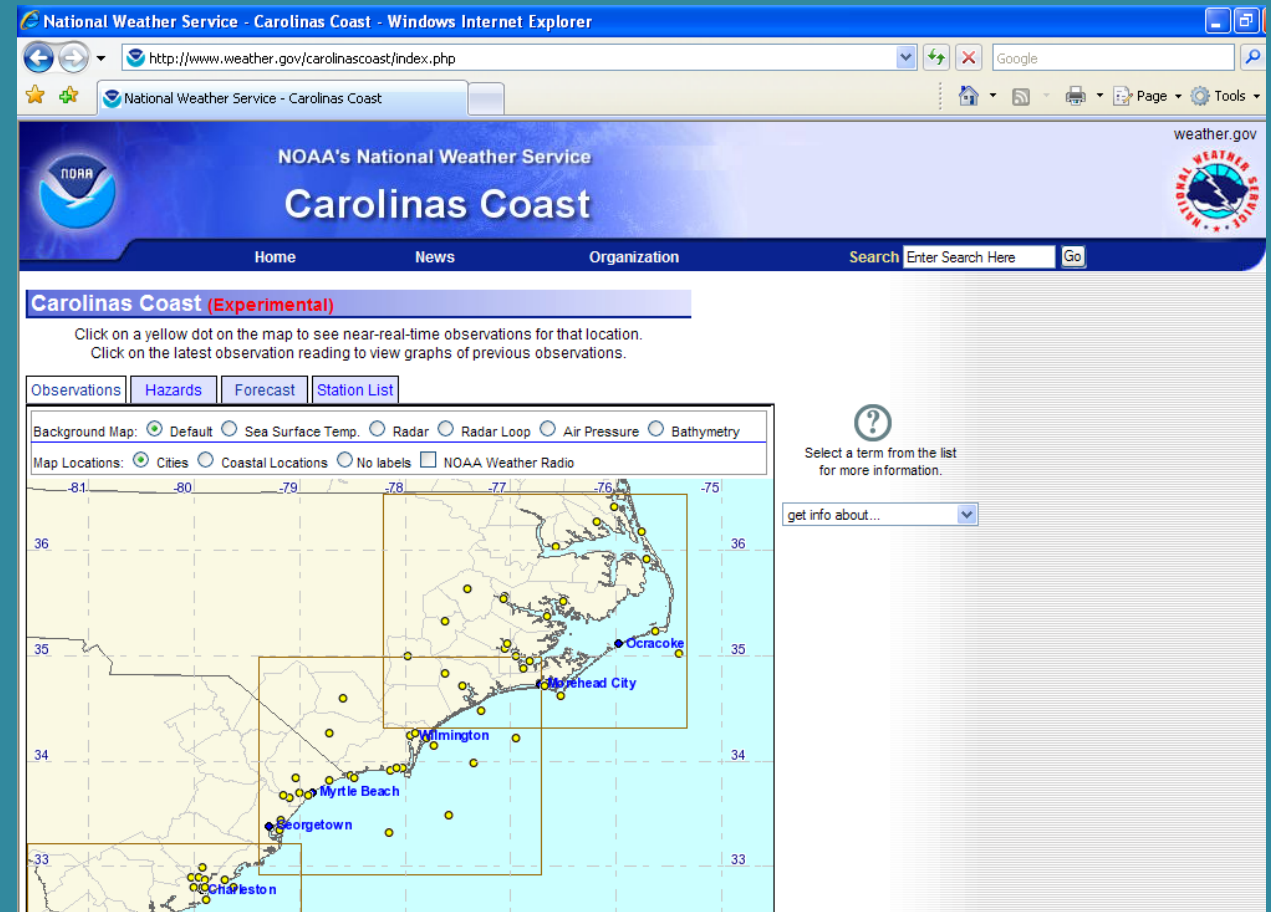 National Weather Service - Carolinas Coast - Windows Internet Explorer
http://www.weather.gov/carolinascoast/index.php
Google
National Weather Service - Carolinas Coast
Page
Tools
weather.gov
NOAA
NOAA's National Weather Service
Carolinas Coast
NATIONAL WEATHER SERVICE
Home News Organization Search Enter Search Here Go
Carolinas Coast (Experimental)
Click on a yellow dot on the map to see near-real-time observations for that location.
Click on the latest observation reading to view graphs of previous observations.
Observations Hazards Forecast Station List
Background Map: Default Sea Surface Temp. Radar Radar Loop Air Pressure Bathymetry
Map Locations: Cities Coastal Locations No labels NOAA Weather Radio
?
Select a term from the list
for more information.
get info about...
-81 -80 -79 -78 -77 -76 -75
36 36
Ocracoke
35 35
Morehead City
Wilmington
34 34
Myrtle Beach
Georgetown
33 33
Charleston